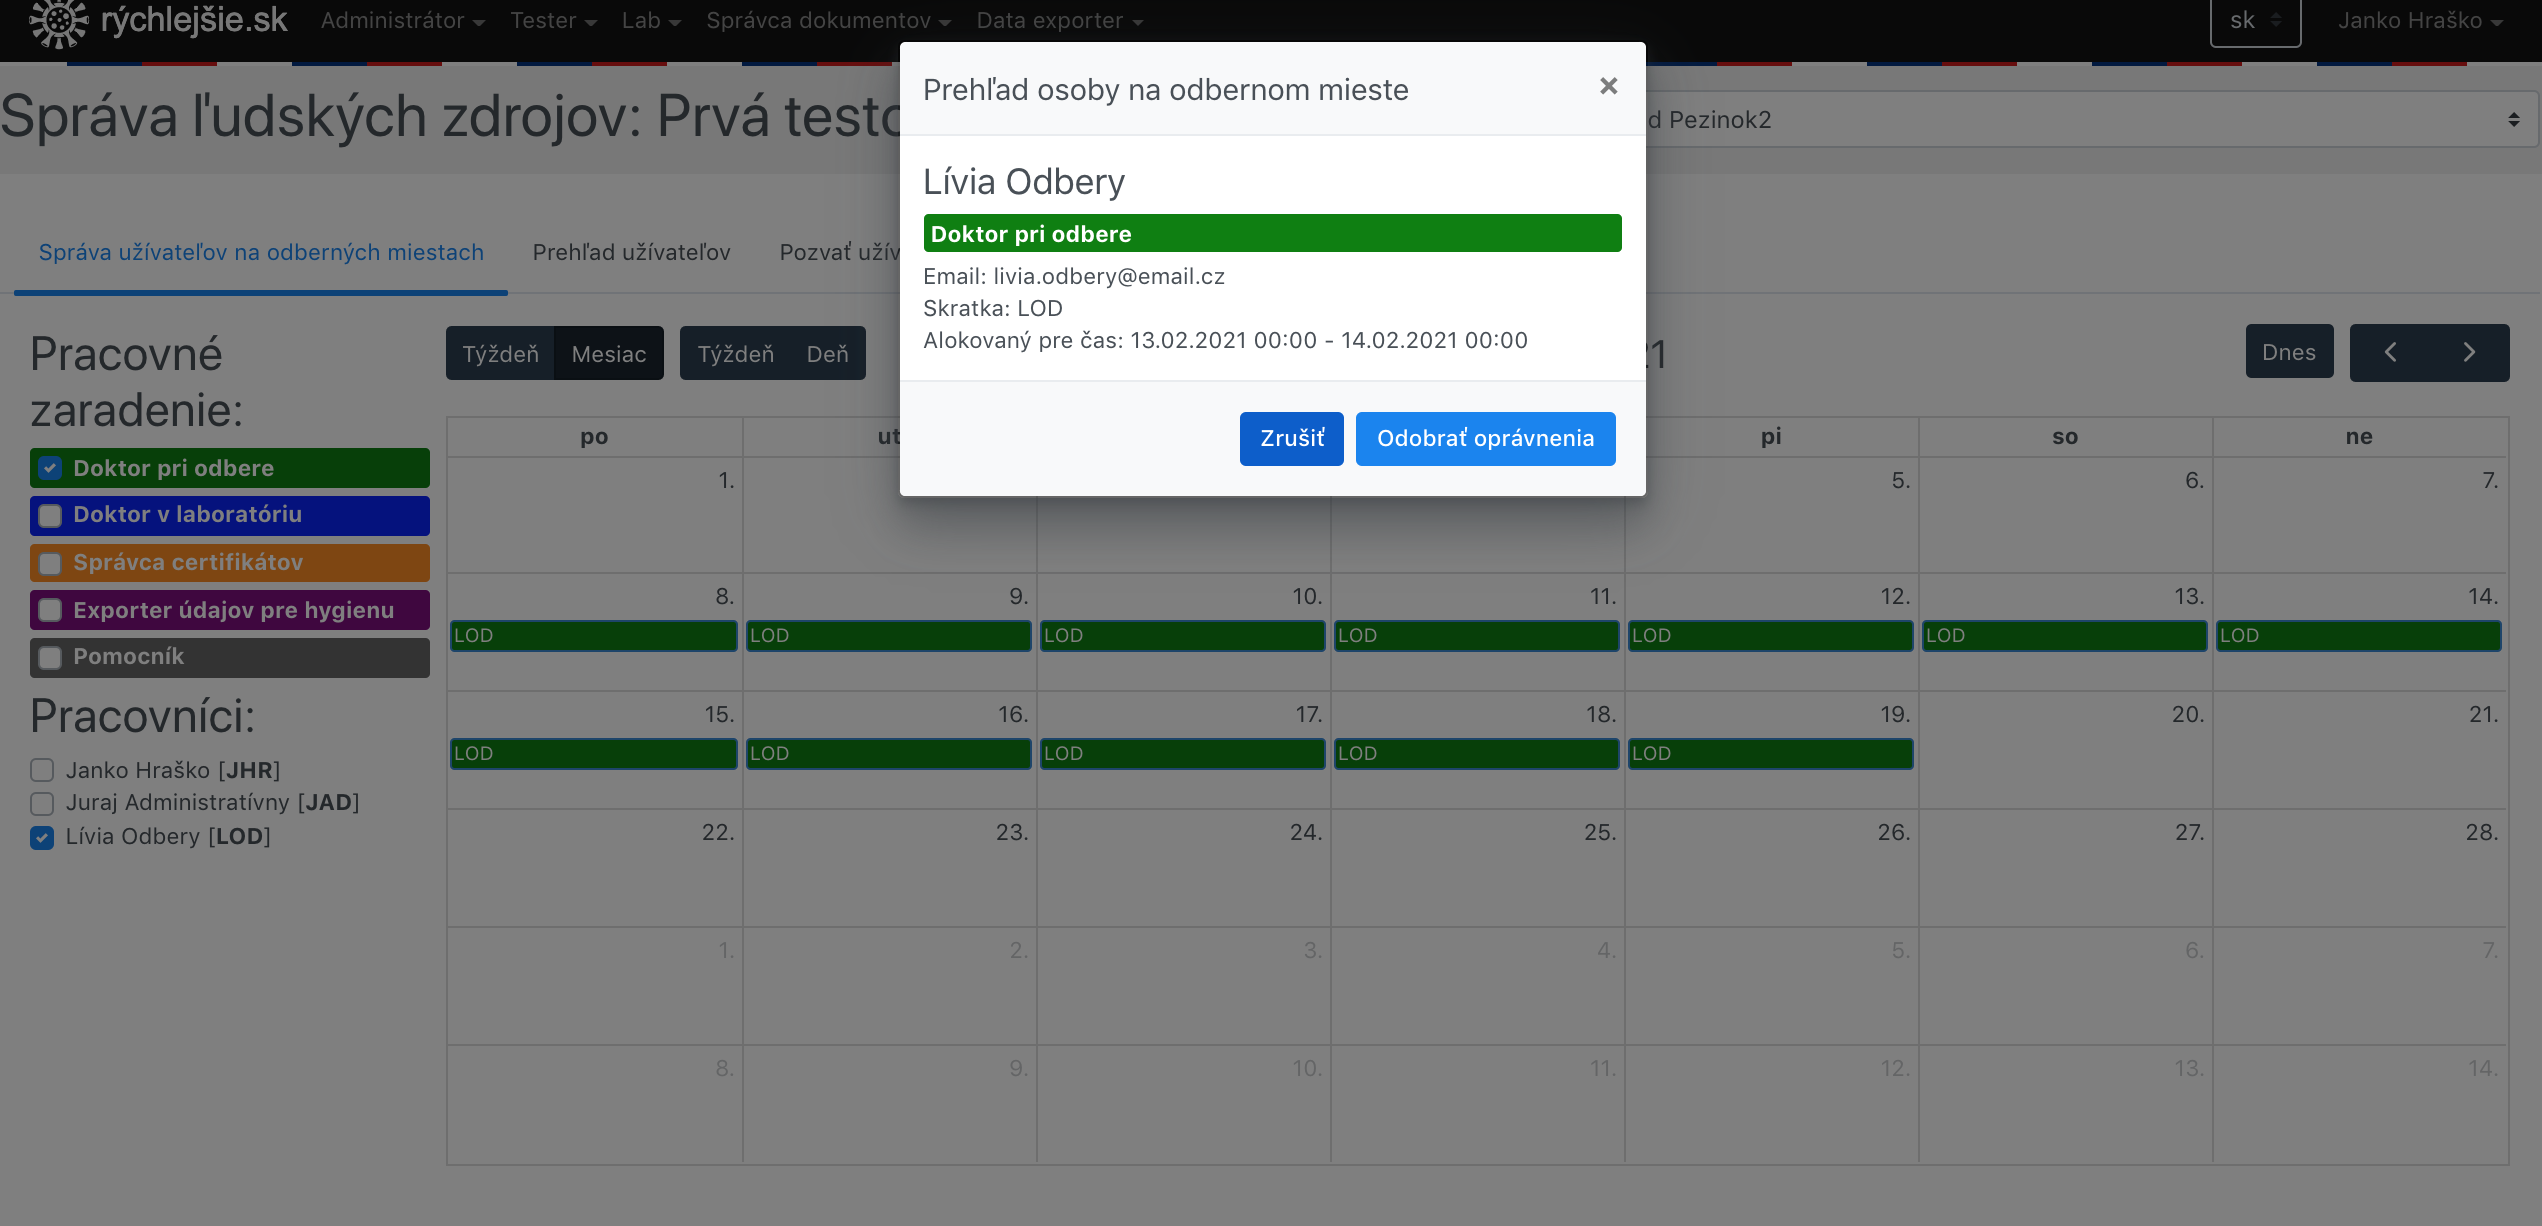 rýchlejšie.sk Administrátor Tester Lab Správca dokumentov Data exporter sk Janko Hraško
Správa ľudských zdrojov: Prvá
Pezinok2
Správa užívateľov na odberných miestach Prehľad užívateľov Pozvať
Prehľad osoby na odbernom mieste ×
Lívia Odbery
Doktor pri odbere
Email: livia.odbery@email.cz
Skratka: LOD
Alokovaný pre čas: 13.02.2021 00:00 - 14.02.2021 00:00
Zrušiť Odobrať oprávnenia
Pracovné
zaradenie:
Doktor pri odbere
Doktor v laboratóriu
Správca certifikátov
Exporter údajov pre hygienu
Pomocník
Pracovníci:
Janko Hraško [JHR]
Juraj Administratívny [JAD]
Lívia Odbery [LOD]
Týždeň Mesiac Týždeň Deň 21 Dnes
po ut pi so ne
1. 5. 6. 7.
8. 9. 10. 11. 12. 13. 14.
LOD LOD LOD LOD LOD LOD LOD
15. 16. 17. 18. 19. 20. 21.
LOD LOD LOD LOD LOD
22. 23. 24. 25. 26. 27. 28.
1. 2. 3. 4. 5. 6. 7.
8. 9. 10. 11. 12. 13. 14.